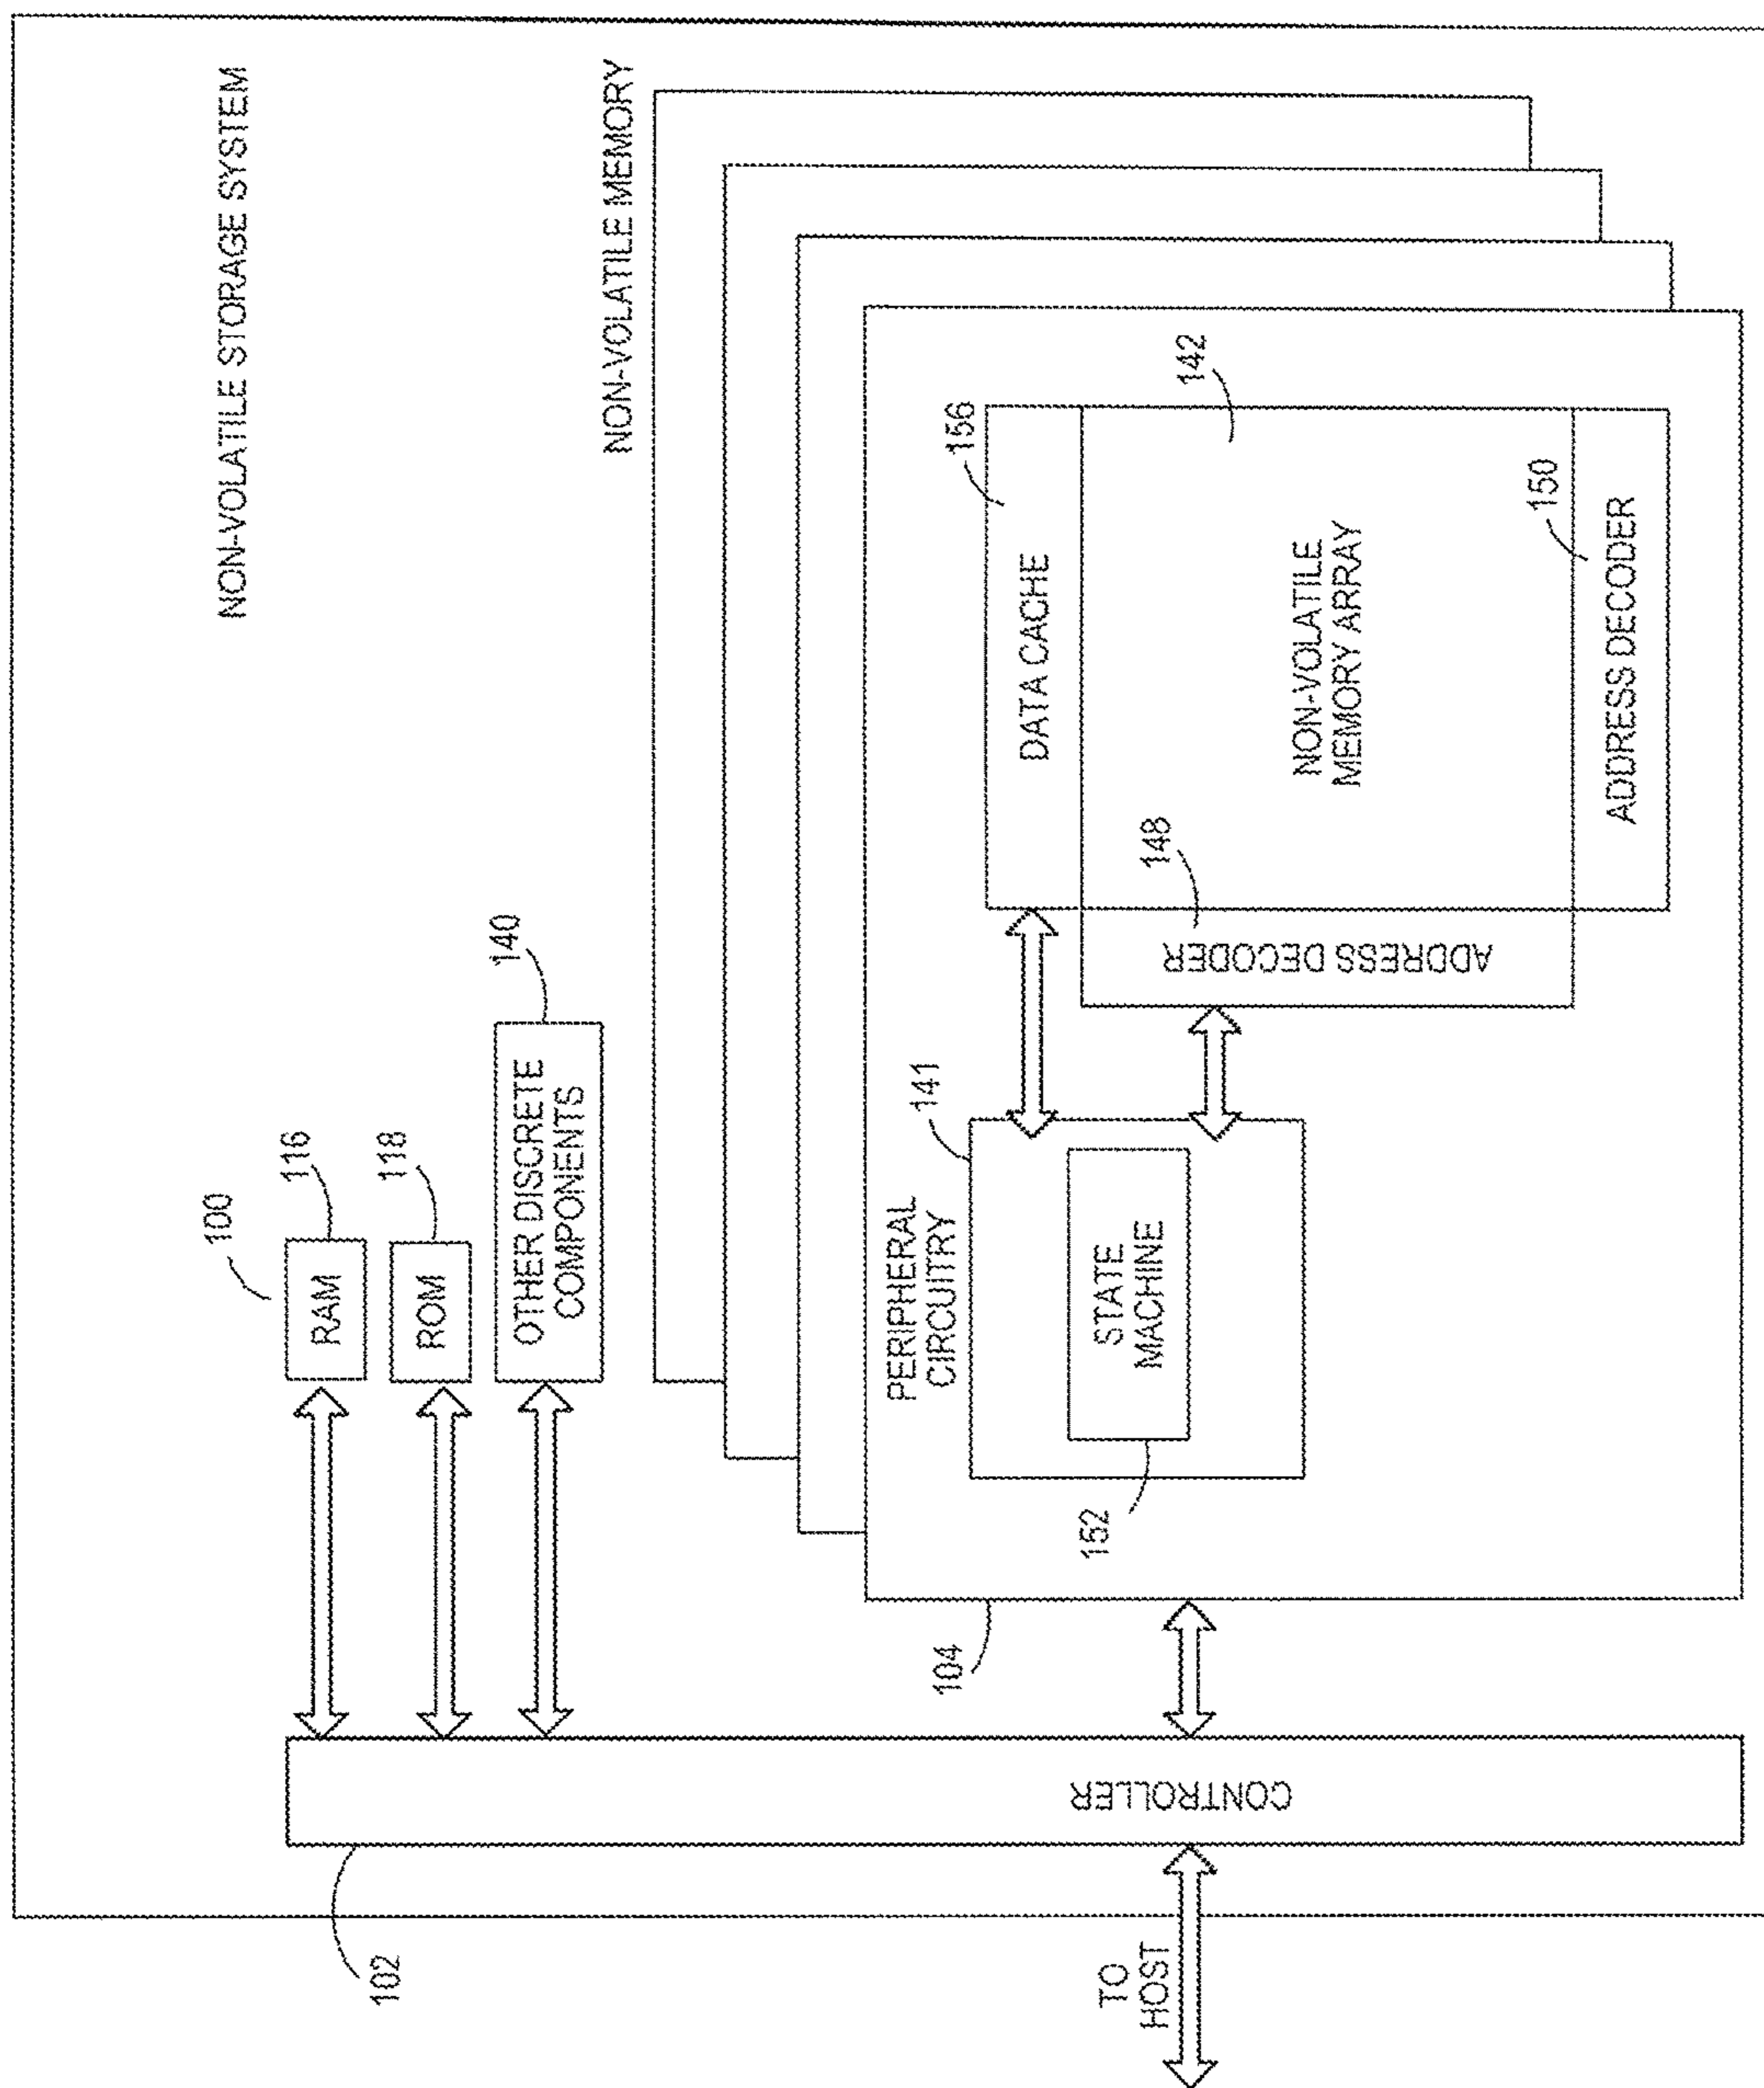 NON-VOLATILE STORAGE SYSTEM
100
RAM
116
ROM
118
OTHER DISCRETE
COMPONENTS
140
NON-VOLATILE MEMORY
102
CONTROLLER
TO
HOST
104
PERIPHERAL
CIRCUITRY
141
STATE
MACHINE
152
DATA CACHE
156
ADDRESS DECODER
148
NON-VOLATILE
MEMORY ARRAY
142
ADDRESS DECODER
150